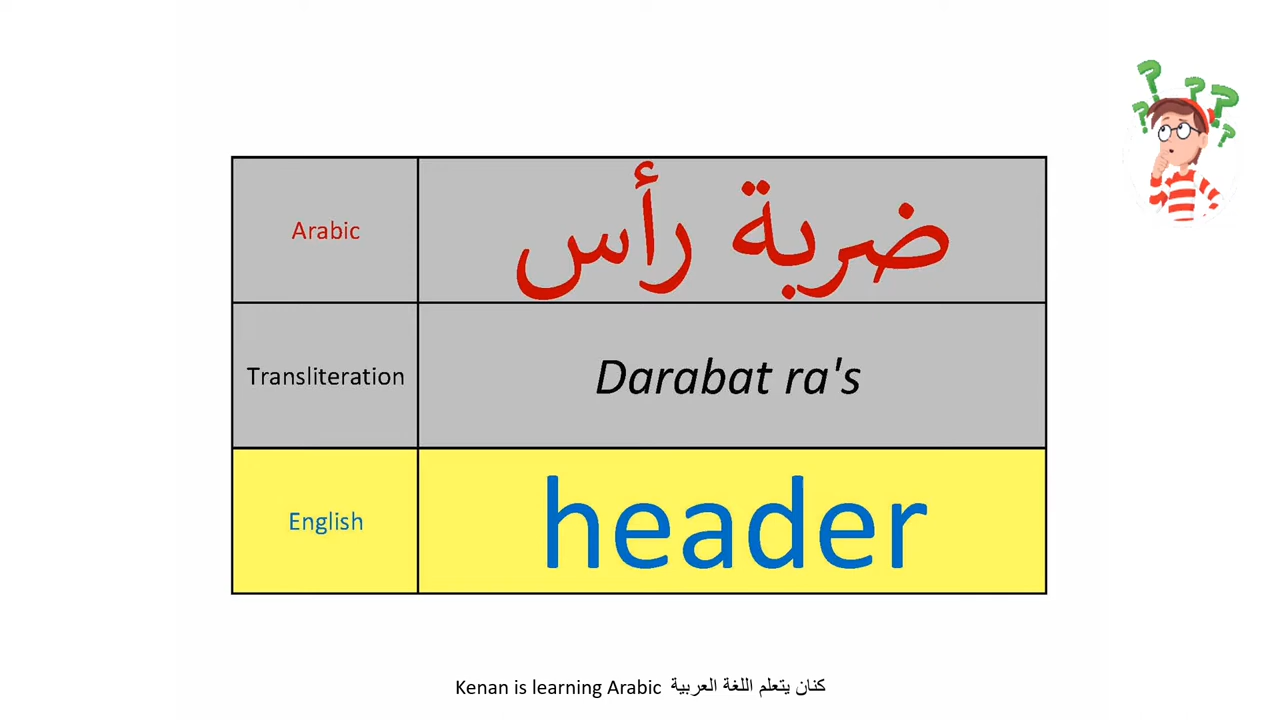 Arabic ضربة رأس
Transliteration Darabat ra's
English header
Kenan is learning Arabic كنان يتعلم اللغة العربية